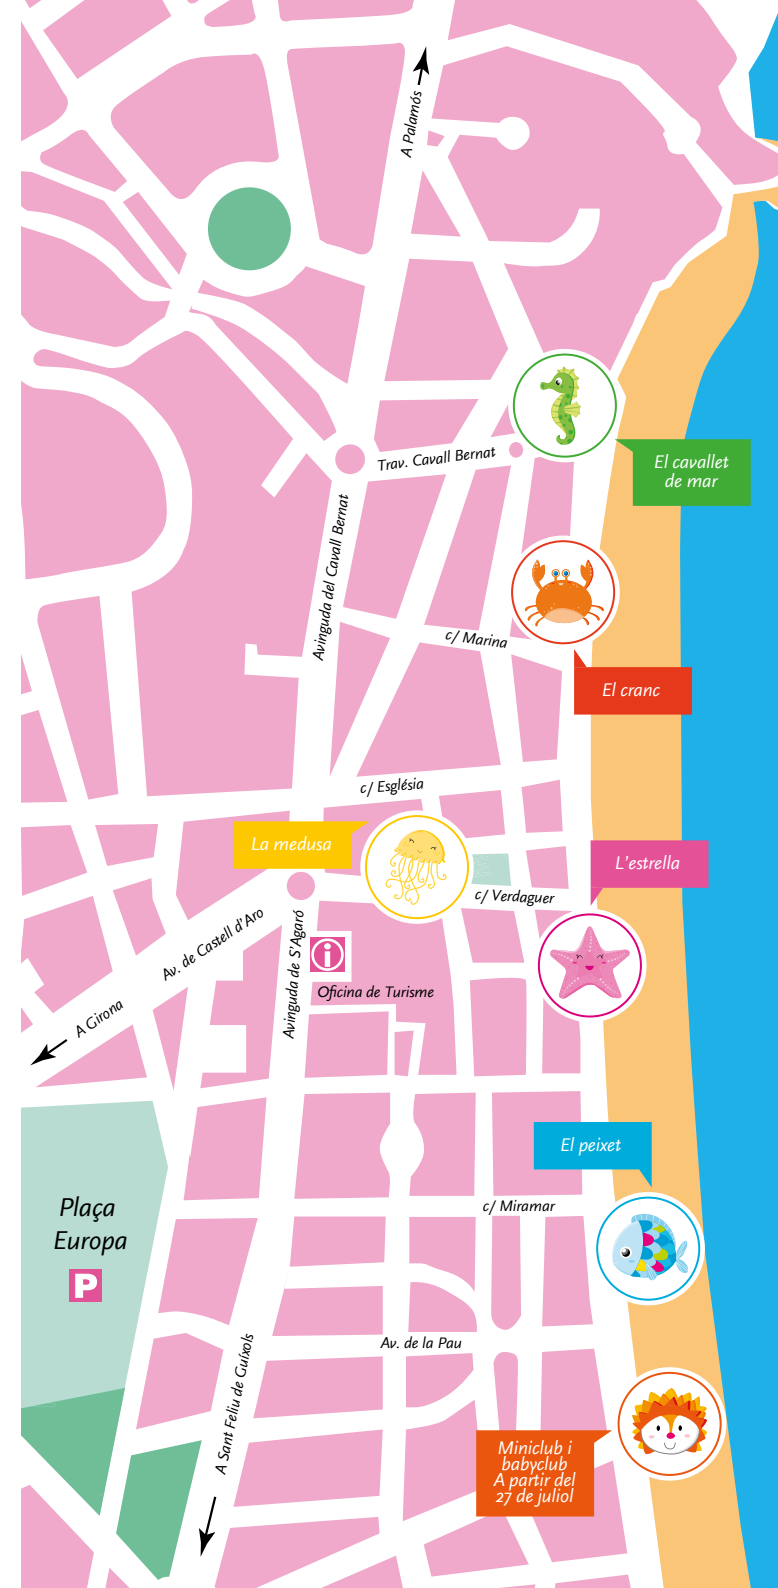 A Palamós
Trav. Cavall Bernat
El cavallet
de mar
Avinguda del Cavall Bernat
c/ Marina
El cranc
c/ Església
La medusa
L'estrella
c/ Verdaguer
Av. de Castell d'Aro
Avinguda de S'Agaró
i
Oficina de Turisme
A Girona
El peixet
Plaça
Europa
P
c/ Miramar
Av. de la Pau
A Sant Feliu de Guíxols
Miniclub i
babyclub
A partir del
27 de juliol